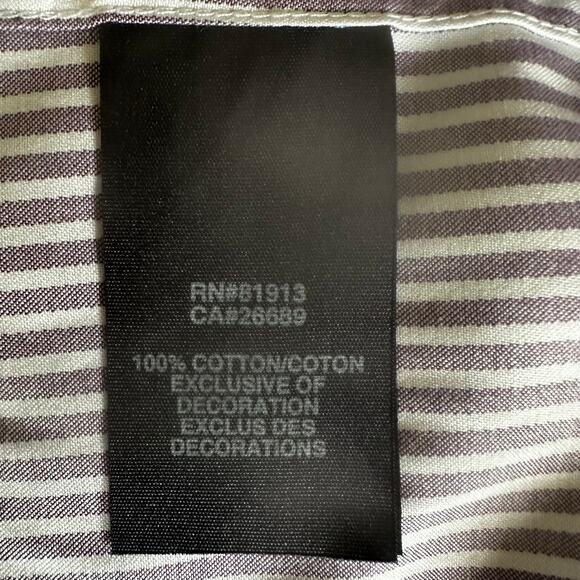 RN#81913
CA#26689
100% COTTON/COTON
EXCLUSIVE OF
DECORATION
EXCLUS DES
DECORATIONS